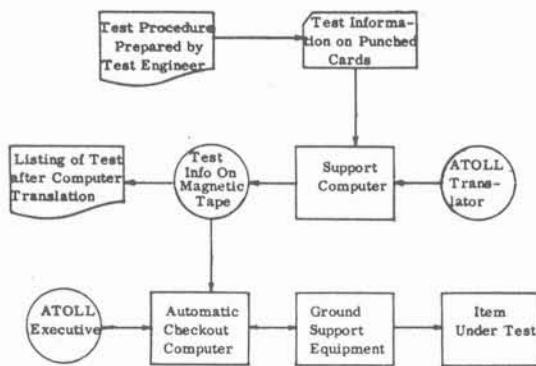 Test Procedure
Prepared by
Test Engineer
Test Informa-
tion on Punched
Cards
Listing of Test
after Computer
Translation
Test
Info On
Magnetic
Tape
Support
Computer
ATOLL
Trans-
lator
ATOLL
Executive
Automatic
Checkout
Computer
Ground
Support
Equipment
Item
Under Test